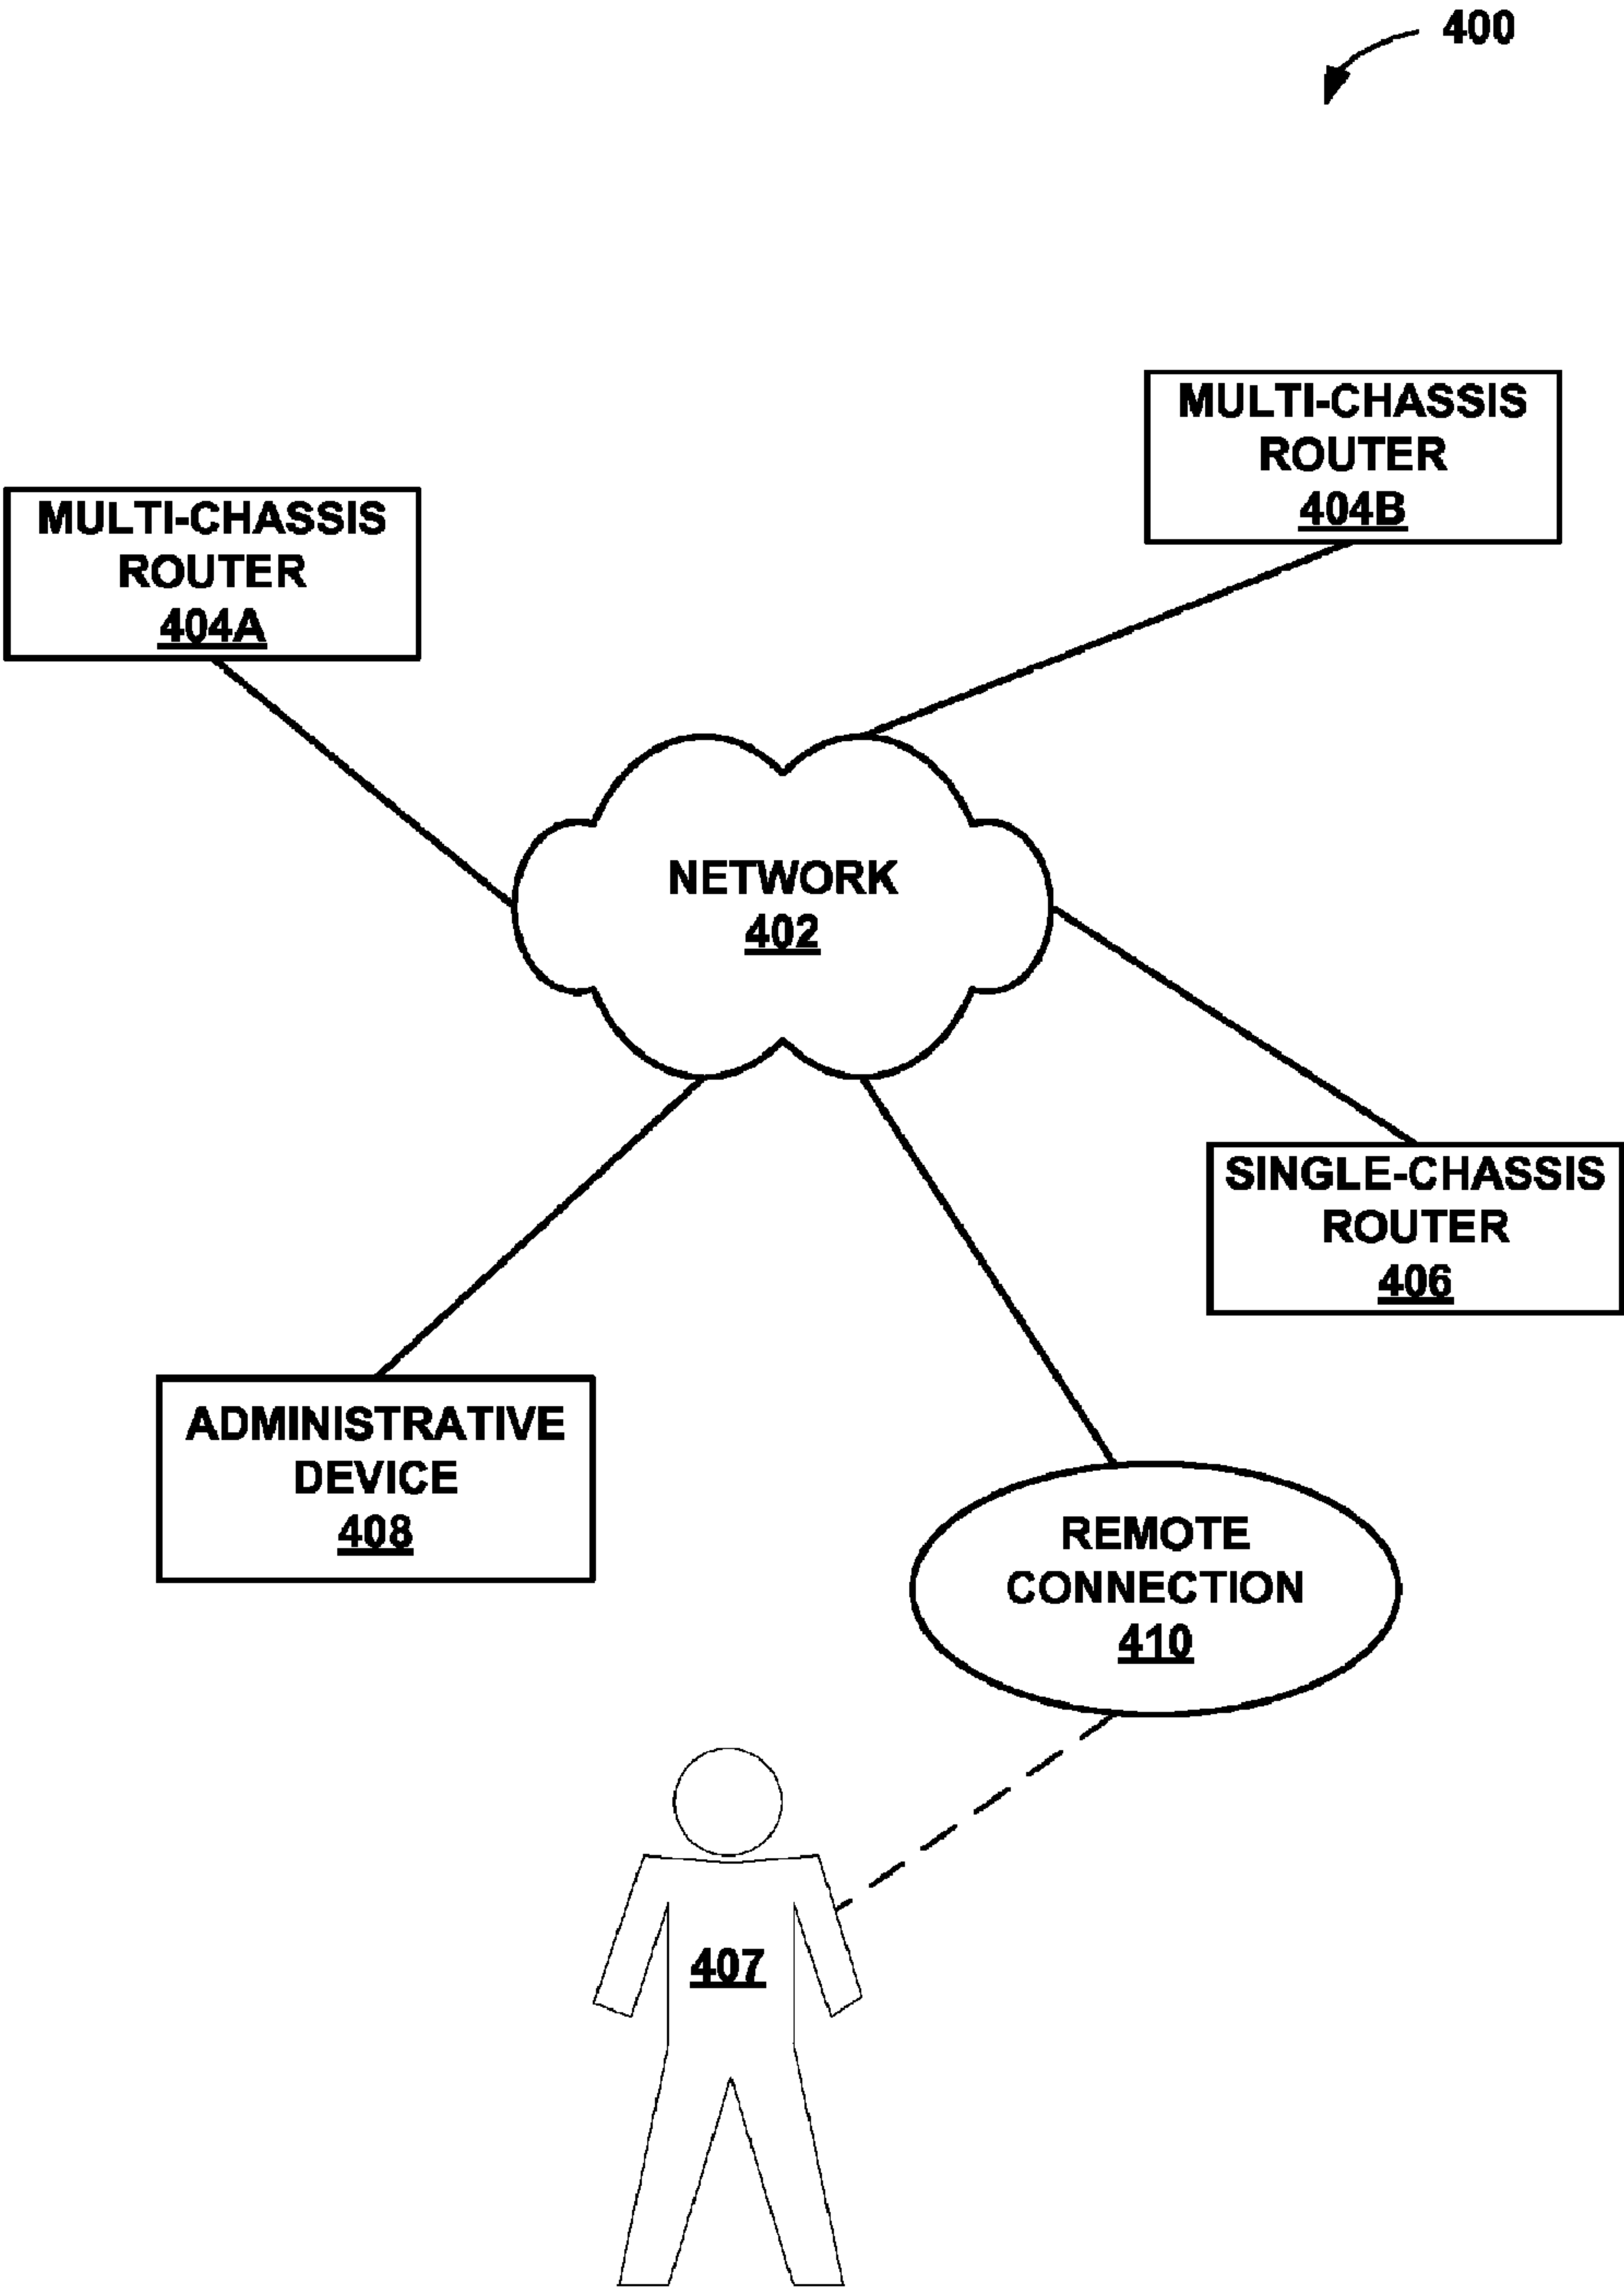 400
MULTI-CHASSIS
ROUTER
404B
MULTI-CHASSIS
ROUTER
404A
NETWORK
402
SINGLE-CHASSIS
ROUTER
406
ADMINISTRATIVE
DEVICE
408
REMOTE
CONNECTION
410
407